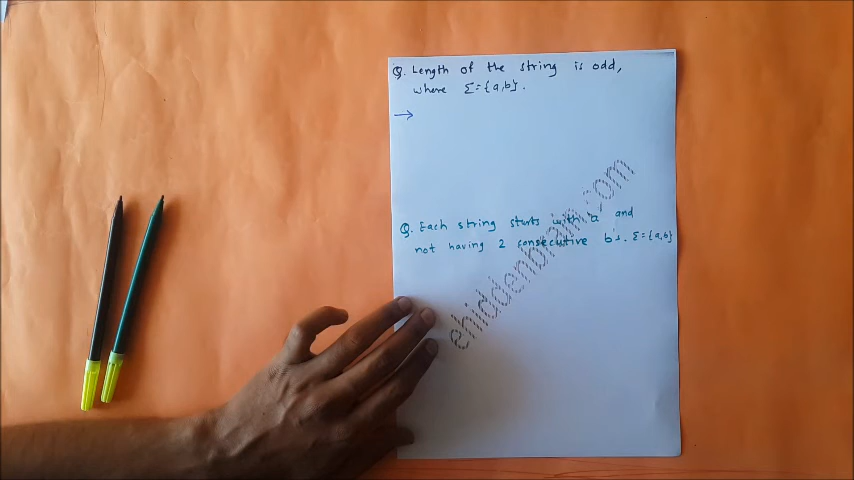 Q. Length of the string is odd,
where Σ={a,b}.
→
Q. Each string starts with 'a' and
not having 2 consecutive b's. Σ={a,b}
ehiddenbrain.com